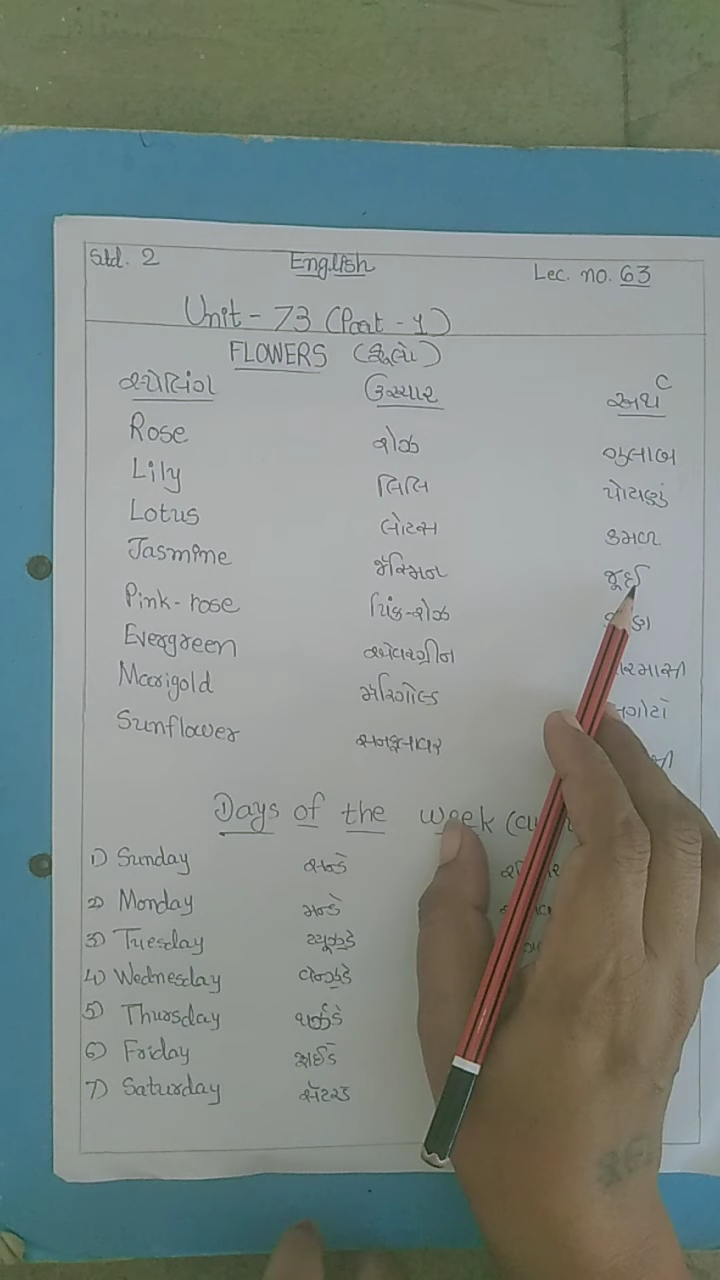 Std. 2 English Lec. no. 63
Unit - 73 (Part - 1)
FLOWERS (ફૂલો)
સ્પેલિંગ ઉચ્ચાર અર્થ
Rose રોઝ ગુલાબ
Lily લિલિ પોયણું
Lotus લોટસ કમળ
Jasmine જૅસ્મિન જૂઈ
Pink-rose પિંક-રોઝ
Evergreen એવરગ્રીન
Marigold મૅરિગોલ્ડ
Sunflower સનફ્લાવર
Days of the week
1) Sunday સન્ડે
2) Monday મન્ડે
3) Tuesday ટ્યૂઝડે
4) Wednesday વેન્ઝડે
5) Thursday થર્ઝડે
6) Friday ફ્રાઈડે
7) Saturday સૅટરડે